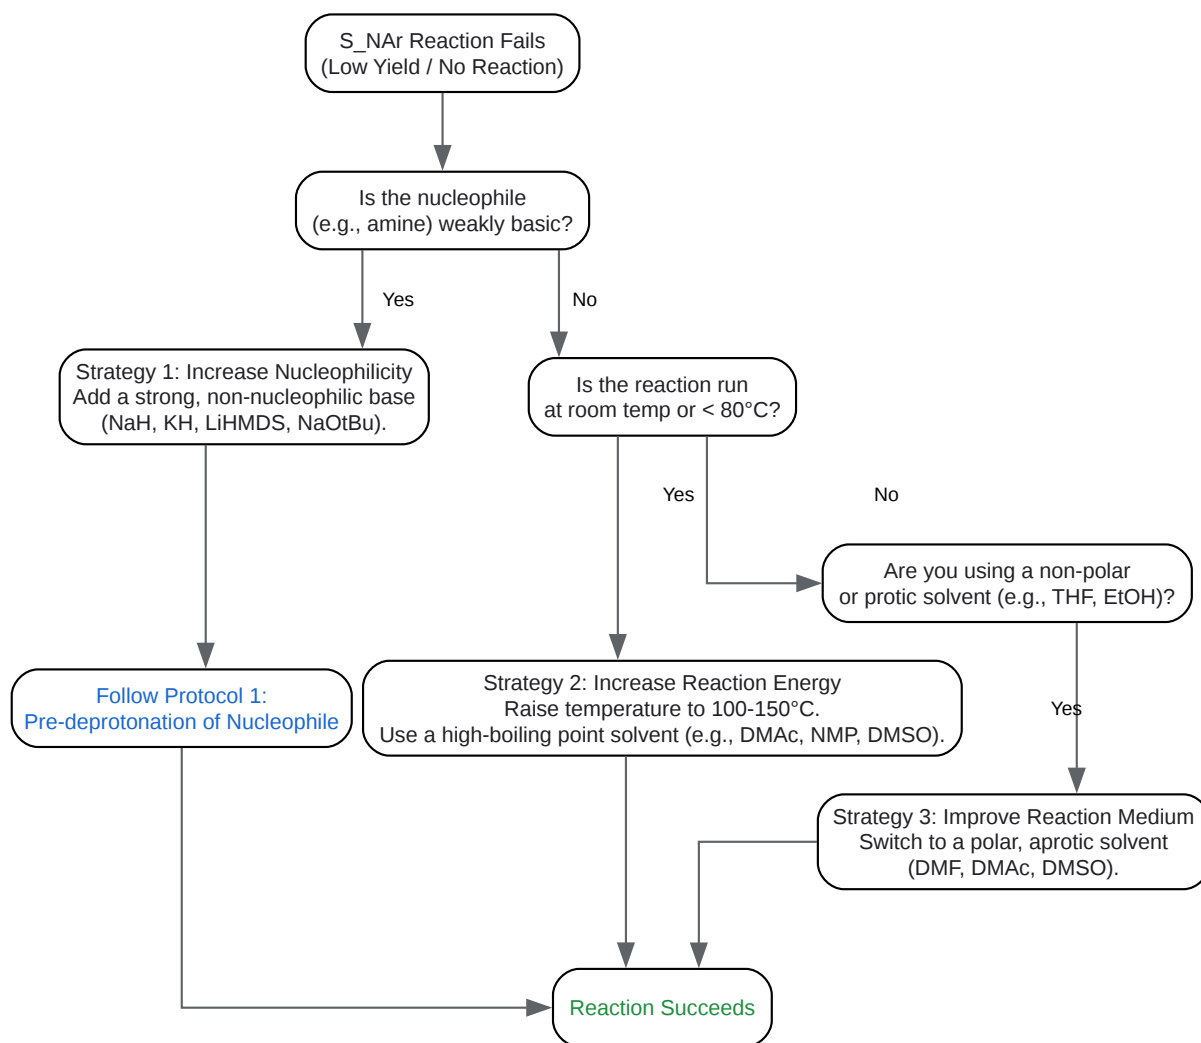 S_NAr Reaction Fails
(Low Yield / No Reaction)
Is the nucleophile
(e.g., amine) weakly basic?
Yes
No
Strategy 1: Increase Nucleophilicity
Add a strong, non-nucleophilic base
(NaH, KH, LiHMDS, NaOtBu).
Is the reaction run
at room temp or < 80°C?
Yes
No
Are you using a non-polar
or protic solvent (e.g., THF, EtOH)?
Follow Protocol 1:
Pre-deprotonation of Nucleophile
Strategy 2: Increase Reaction Energy
Raise temperature to 100-150°C.
Use a high-boiling point solvent (e.g., DMAc, NMP, DMSO).
Yes
Strategy 3: Improve Reaction Medium
Switch to a polar, aprotic solvent
(DMF, DMAc, DMSO).
Reaction Succeeds